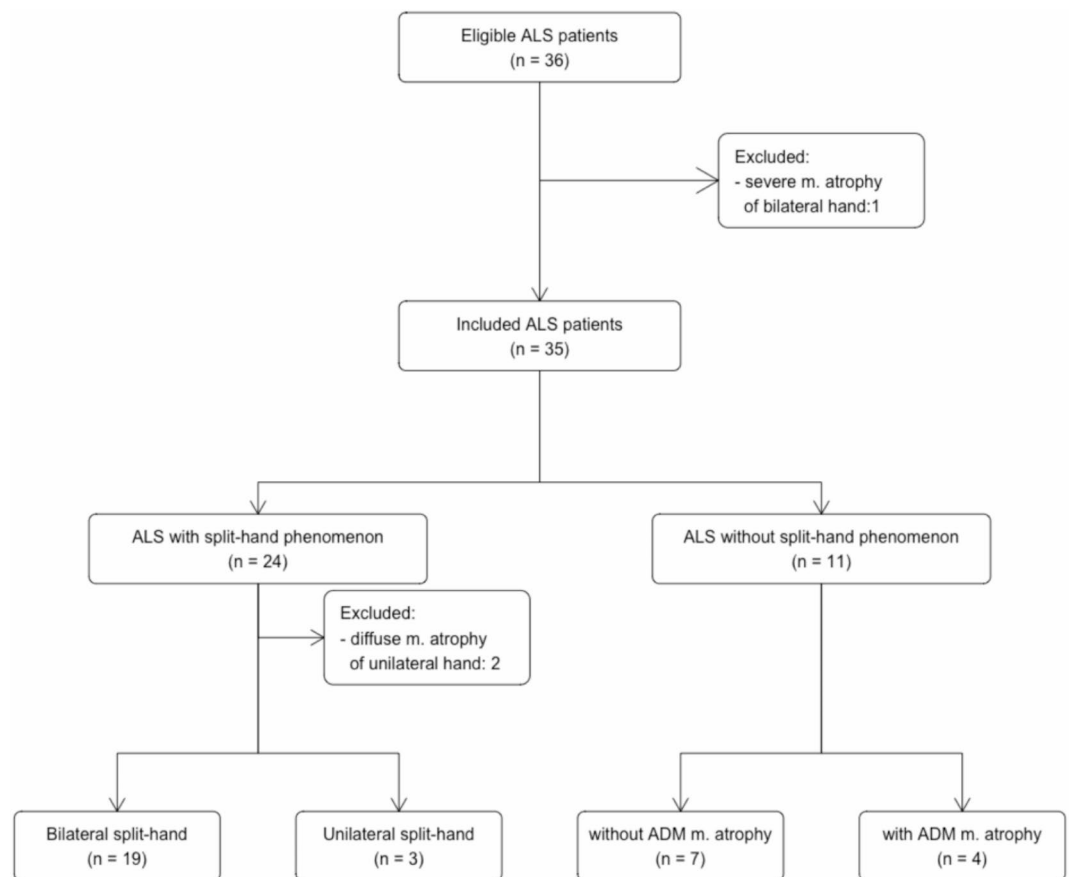 Eligible ALS patients
(n = 36)
Excluded:
- severe m. atrophy
of bilateral hand:1
Included ALS patients
(n = 35)
ALS with split-hand phenomenon
(n = 24)
ALS without split-hand phenomenon
(n = 11)
Excluded:
- diffuse m. atrophy
of unilateral hand: 2
Bilateral split-hand
(n = 19)
Unilateral split-hand
(n = 3)
without ADM m. atrophy
(n = 7)
with ADM m. atrophy
(n = 4)